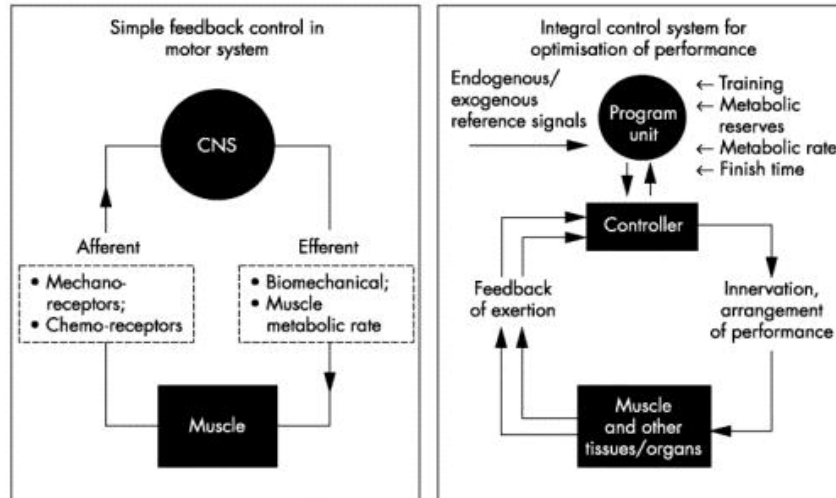 Simple feedback control in
motor system
CNS
Afferent
Efferent
• Mechano-
receptors;
• Chemo-receptors
• Biomechanical;
• Muscle
metabolic rate
Muscle
Integral control system for
optimisation of performance
Endogenous/
exogenous
reference signals
Program
unit
← Training
← Metabolic
reserves
← Metabolic rate
← Finish time
Controller
Feedback
of exertion
Innervation,
arrangement
of performance
Muscle
and other
tissues/organs